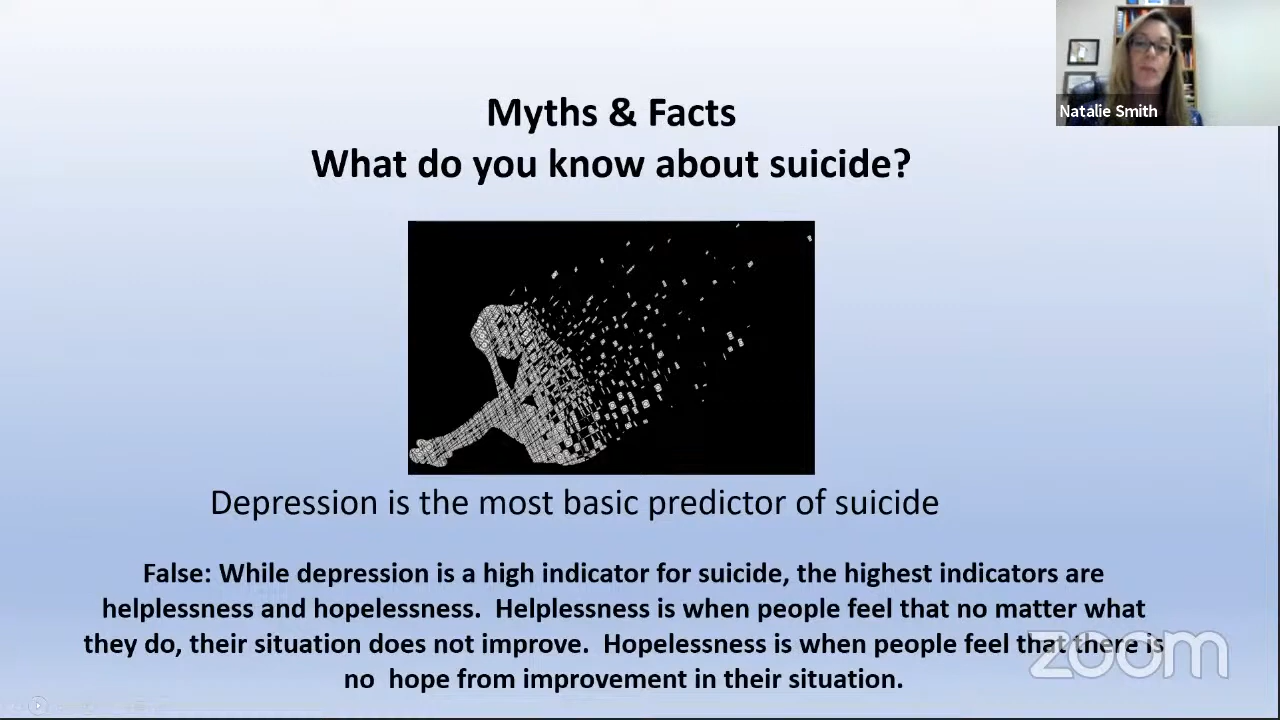 Natalie Smith
Myths & Facts
What do you know about suicide?
Depression is the most basic predictor of suicide
False: While depression is a high indicator for suicide, the highest indicators are
helplessness and hopelessness.  Helplessness is when people feel that no matter what
they do, their situation does not improve.  Hopelessness is when people feel that there is
no  hope from improvement in their situation.
zoom